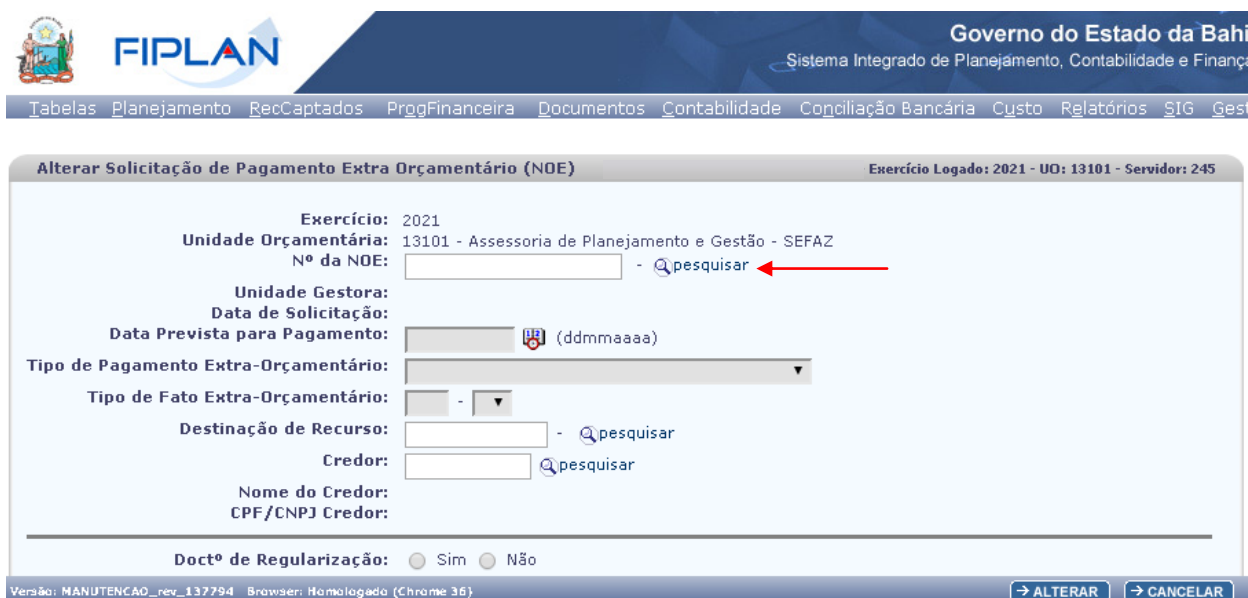 FIPLAN
Governo do Estado da Bahi
Sistema Integrado de Planejamento, Contabilidade e Finança
Tabelas Planejamento RecCaptados ProgFinanceira Documentos Contabilidade Conciliação Bancária Custo Relatórios SIG Gest
Alterar Solicitação de Pagamento Extra Orçamentário (NOE) Exercício Logado: 2021 - UO: 13101 - Servidor: 245
Exercício: 2021
Unidade Orçamentária: 13101 - Assessoria de Planejamento e Gestão - SEFAZ
Nº da NOE: - pesquisar
Unidade Gestora:
Data de Solicitação:
Data Prevista para Pagamento: (ddmmaaaa)
Tipo de Pagamento Extra-Orçamentário:
Tipo de Fato Extra-Orçamentário: -
Destinação de Recurso: - pesquisar
Credor: pesquisar
Nome do Credor:
CPF/CNPJ Credor:
Doctº de Regularização: Sim Não
Versão: MANUTENCAO_rev_137794 Browser: Homologado (Chrome 36) ALTERAR CANCELAR